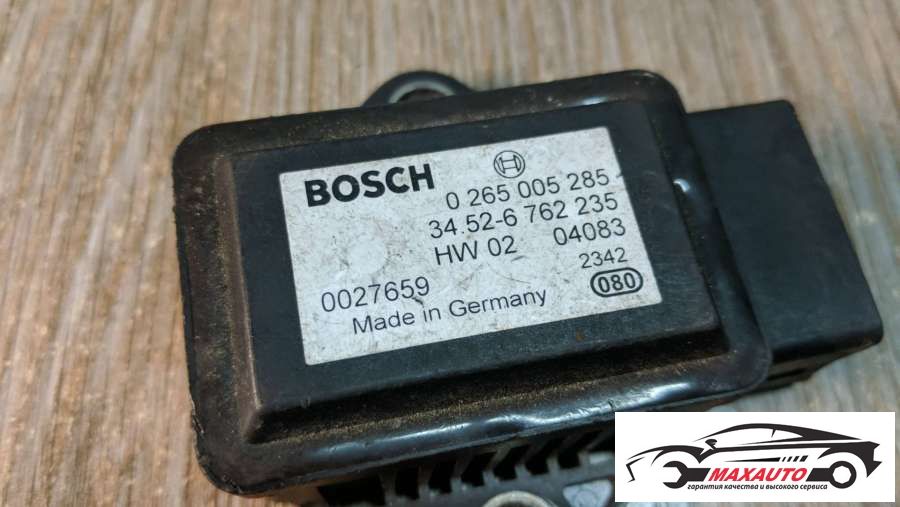 BOSCH
0 265 005 285
34.52-6 762 235
HW 02 04083
2342
0027659
080
Made in Germany
MAXAUTO
гарантия качества и высокого сервиса